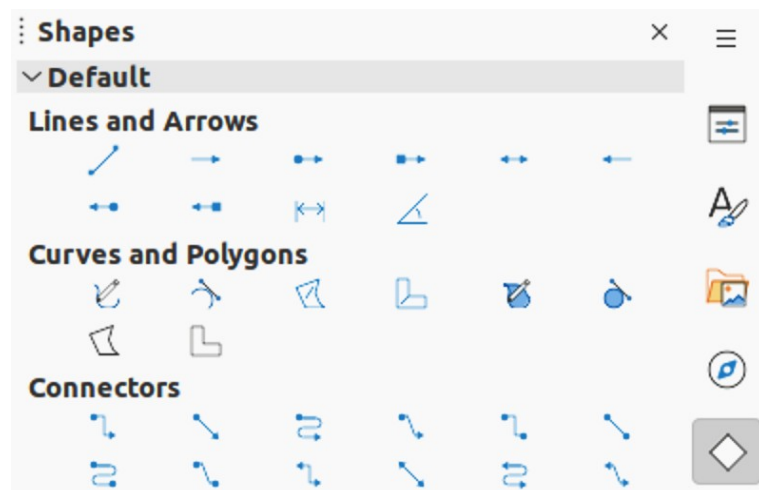 Shapes
Default
Lines and Arrows
Curves and Polygons
Connectors